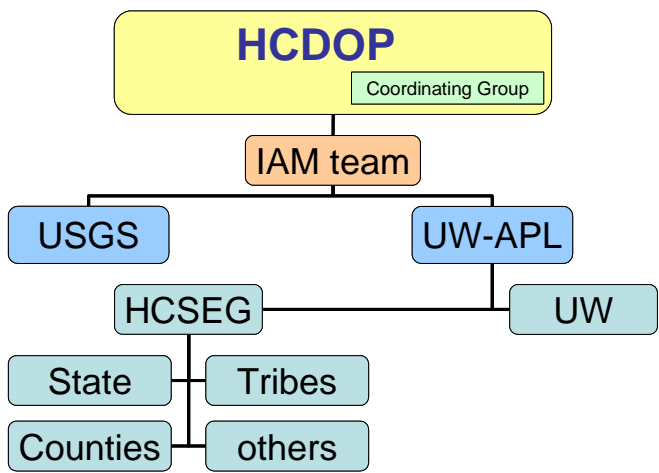 HCDOP
Coordinating Group
IAM team
USGS
UW-APL
HCSEG
UW
State
Tribes
Counties
others